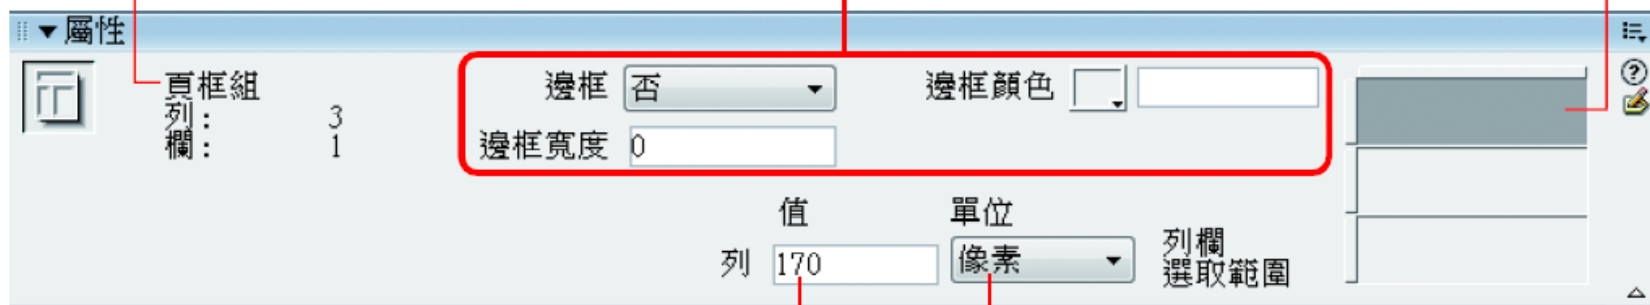 屬性
頁框組
列： 3
欄： 1
邊框 否 邊框顏色
邊框寬度 0
值 單位
列 170 像素
列欄
選取範圍